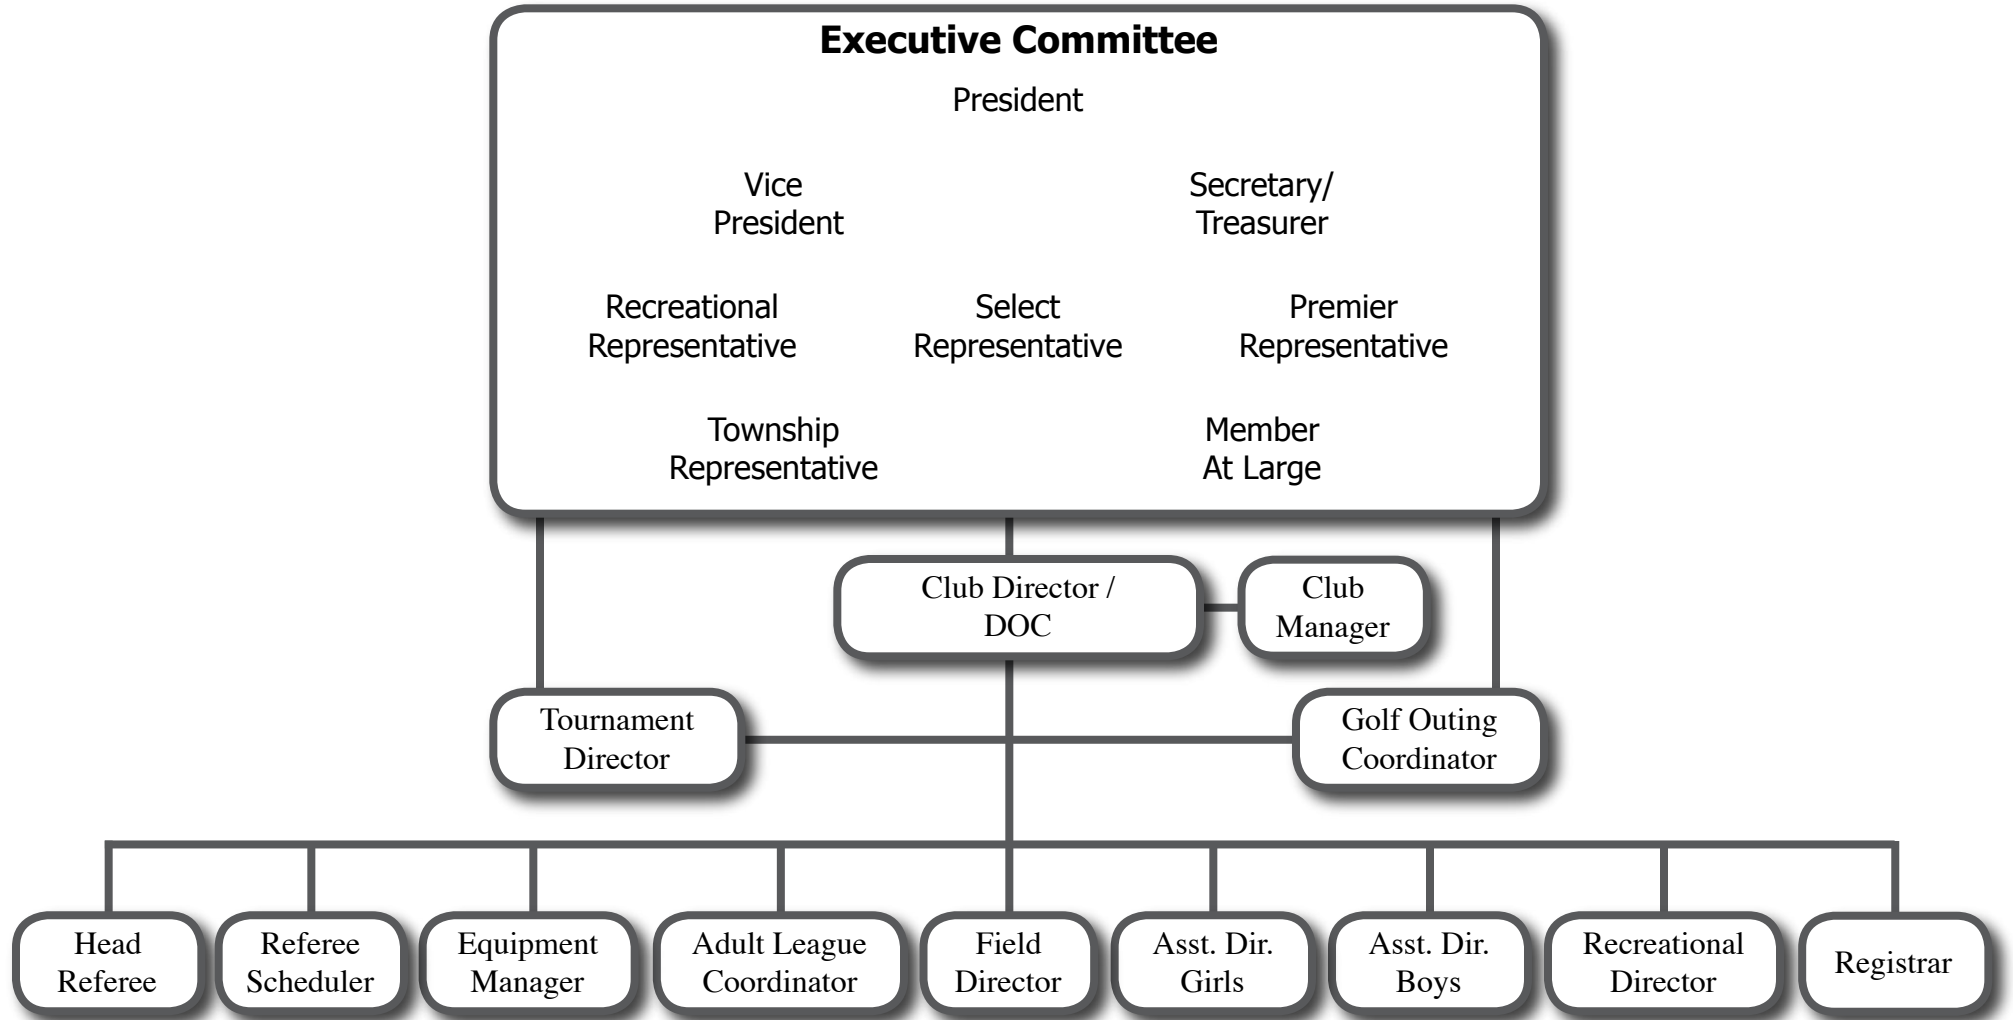 Executive Committee
President
Vice
President
Secretary/
Treasurer
Recreational
Representative
Select
Representative
Premier
Representative
Township
Representative
Member
At Large
Club Director /
DOC
Club
Manager
Tournament
Director
Golf Outing
Coordinator
Head
Referee
Referee
Scheduler
Equipment
Manager
Adult League
Coordinator
Field
Director
Asst. Dir.
Girls
Asst. Dir.
Boys
Recreational
Director
Registrar